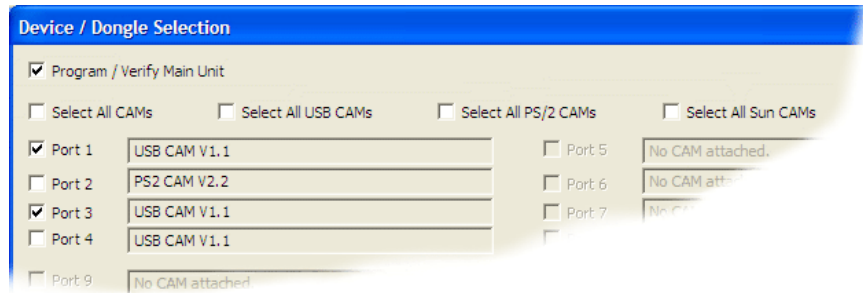 Device / Dongle Selection
Program / Verify Main Unit
Select All CAMs Select All USB CAMs Select All PS/2 CAMs Select All Sun CAMs
Port 1 USB CAM V1.1 Port 5 No CAM attached.
Port 2 PS2 CAM V2.2 Port 6 No CAM
Port 3 USB CAM V1.1 Port 7
Port 4 USB CAM V1.1
Port 9 No CAM attached